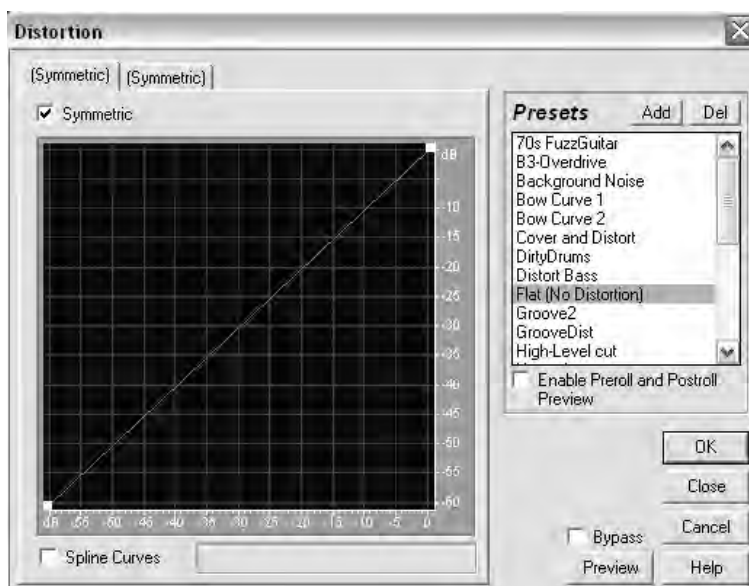 Distortion
(Symmetric) (Symmetric)
Symmetric
dB
-10
-15
-20
-25
-30
-35
-40
-45
-50
-55
-60
dB -55 -50 -45 -40 -35 -30 -25 -20 -15 -10 -5 0
Spline Curves
Presets Add Del
70s FuzzGuitar
B3-Overdrive
Background Noise
Bow Curve 1
Bow Curve 2
Cover and Distort
DirtyDrums
Distort Bass
Flat (No Distortion)
Groove2
GrooveDist
High-Level cut
Enable Preroll and Postroll
Preview
OK
Close
Cancel
Bypass
Preview
Help